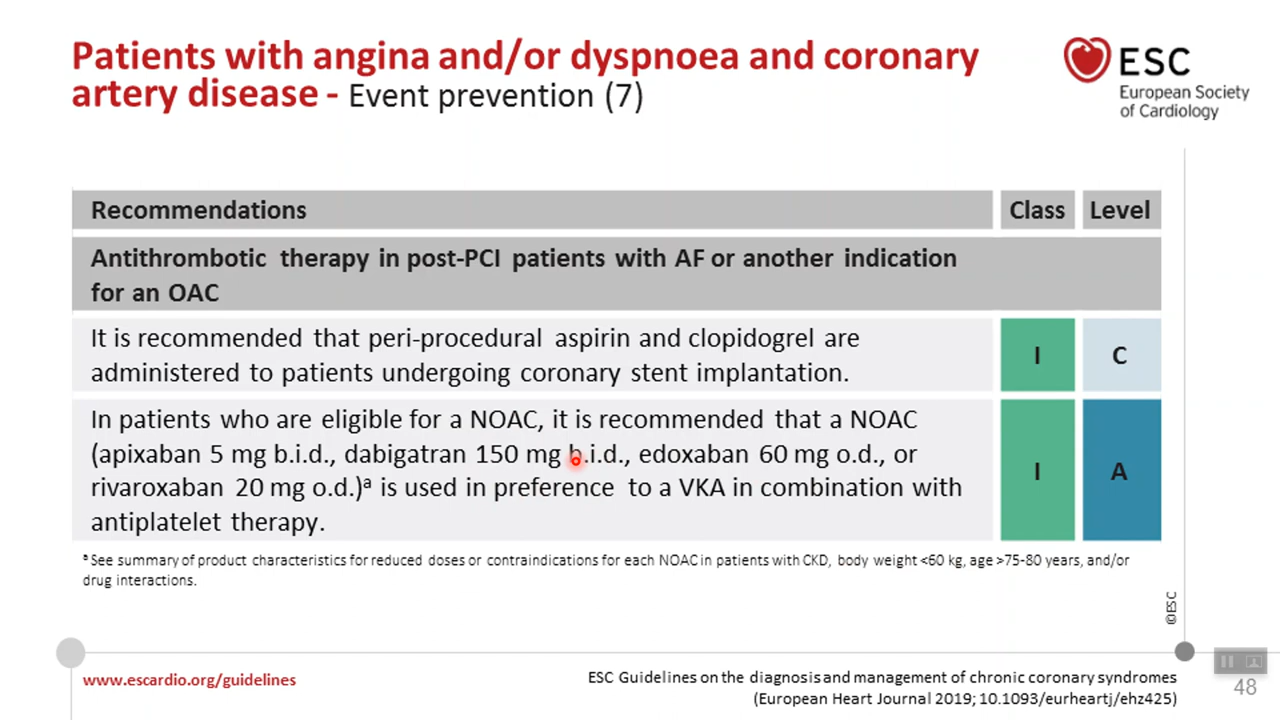 Patients with angina and/or dyspnoea and coronary
artery disease - Event prevention (7)
ESC
European Society
of Cardiology
Recommendations Class Level
Antithrombotic therapy in post-PCI patients with AF or another indication
for an OAC
It is recommended that peri-procedural aspirin and clopidogrel are
administered to patients undergoing coronary stent implantation.
I C
In patients who are eligible for a NOAC, it is recommended that a NOAC
(apixaban 5 mg b.i.d., dabigatran 150 mg b.i.d., edoxaban 60 mg o.d., or
rivaroxaban 20 mg o.d.)ª is used in preference to a VKA in combination with
antiplatelet therapy.
I A
ª See summary of product characteristics for reduced doses or contraindications for each NOAC in patients with CKD, body weight <60 kg, age >75-80 years, and/or
drug interactions.
©ESC
www.escardio.org/guidelines
ESC Guidelines on the diagnosis and management of chronic coronary syndromes
(European Heart Journal 2019; 10.1093/eurheartj/ehz425)
48